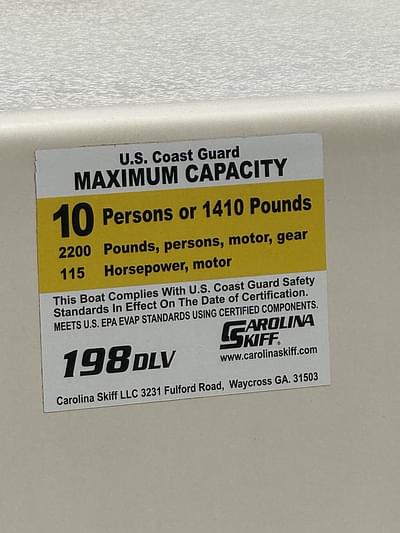 U.S. Coast Guard
MAXIMUM CAPACITY
10 Persons or 1410 Pounds
2200 Pounds, persons, motor, gear
115 Horsepower, motor
This Boat Complies With U.S. Coast Guard Safety
Standards In Effect On The Date of Certification.
MEETS U.S. EPA EVAP STANDARDS USING CERTIFIED COMPONENTS.
CAROLINA
SKIFF®
198 DLV
www.carolinaskiff.com
Carolina Skiff LLC 3231 Fulford Road, Waycross GA. 31503